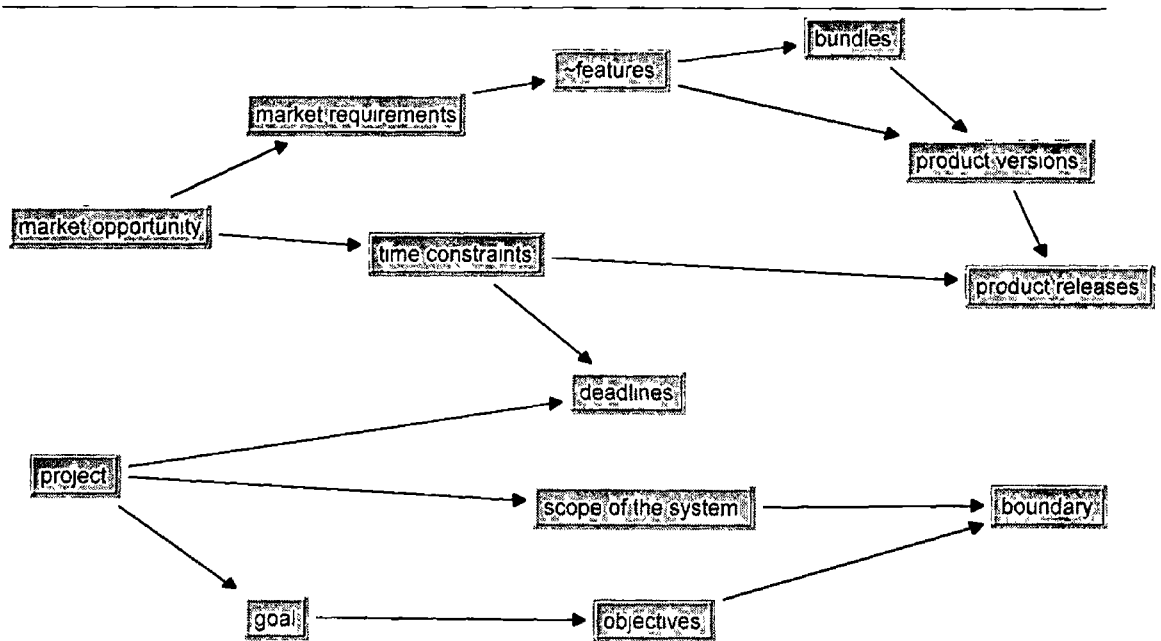 bundles
~features
market requirements
product versions
market opportunity
time constraints
product releases
deadlines
project
scope of the system
boundary
goal
objectives